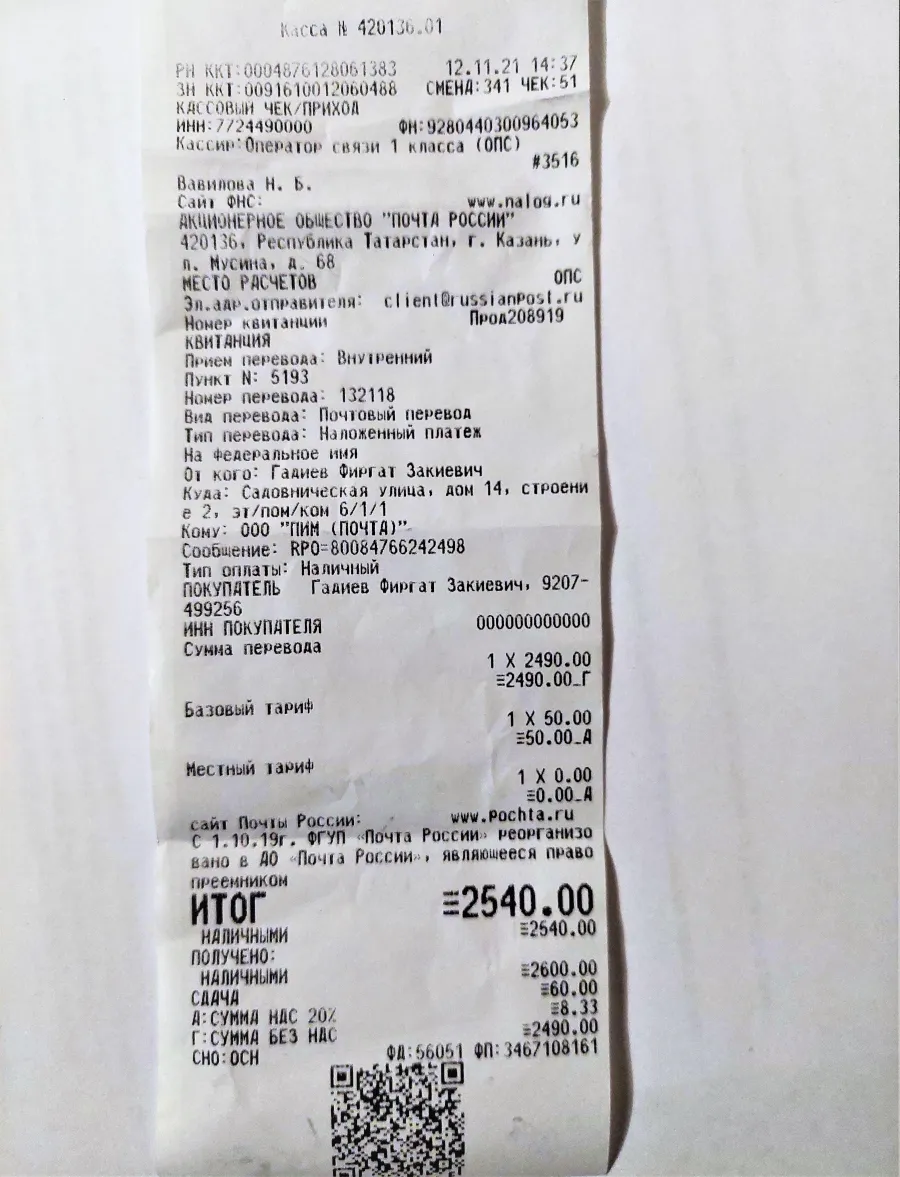 Касса № 420136.01
РН ККТ:0004876128061383 12.11.21 14:37
ЗН ККТ:0091610012060488 СМЕНА:341 ЧЕК:51
КАССОВЫЙ ЧЕК/ПРИХОД
ИНН:7724490000 ФН:9280440300964053
Кассир:Оператор связи 1 класса (ОПС)
#3516
Вавилова Н. Б.
Сайт ФНС: www.nalog.ru
АКЦИОНЕРНОЕ ОБЩЕСТВО "ПОЧТА РОССИИ"
420136, Республика Татарстан, г. Казань, у
л. Мусина, д. 68
МЕСТО РАСЧЕТОВ ОПС
Эл.адр.отправителя: client@russianPost.ru
Номер квитанции Прод208919
КВИТАНЦИЯ
Прием перевода: Внутренний
Пункт N: 5193
Номер перевода: 132118
Вид перевода: Почтовый перевод
Тип перевода: Наложенный платеж
На Федеральное имя
От кого: Гадиев Фиргат Закиевич
Куда: Садовническая улица, дом 14, строени
е 2, эт/пом/ком 6/1/1
Кому: ООО "ПИМ (ПОЧТА)"
Сообщение: RPO=80084766242498
Тип оплаты: Наличный
ПОКУПАТЕЛЬ Гадиев Фиргат Закиевич, 9207-
499256
ИНН ПОКУПАТЕЛЯ 000000000000
Сумма перевода
1 X 2490.00
≡2490.00_Г
Базовый тариф
1 X 50.00
≡50.00_А
Местный тариф
1 X 0.00
≡0.00_А
сайт Почты России: www.Pochta.ru
С 1.10.19г. ФГУП «Почта России» реорганизо
вано в АО «Почта России», являющееся право
преемником
ИТОГ ≡2540.00
НАЛИЧНЫМИ ≡2540.00
ПОЛУЧЕНО:
НАЛИЧНЫМИ ≡2600.00
СДАЧА ≡60.00
А:СУММА НДС 20% ≡8.33
Г:СУММА БЕЗ НДС ≡2490.00
СНО:ОСН ФД:56051 ФП:3467108161